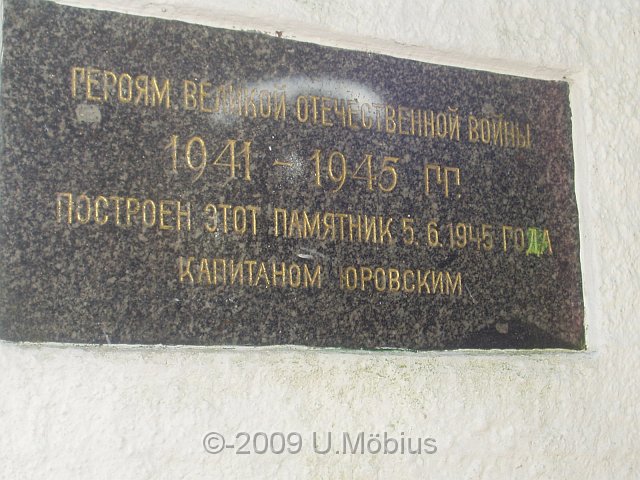 ГЕРОЯМ ВЕЛИКОЙ ОТЕЧЕСТВЕННОЙ ВОЙНЫ
1941 - 1945 ГГ.
ПОСТРОЕН ЭТОТ ПАМЯТНИК 5.6.1945 ГОДА
КАПИТАНОМ ЮРОВСКИМ
©-2009 U.Möbius